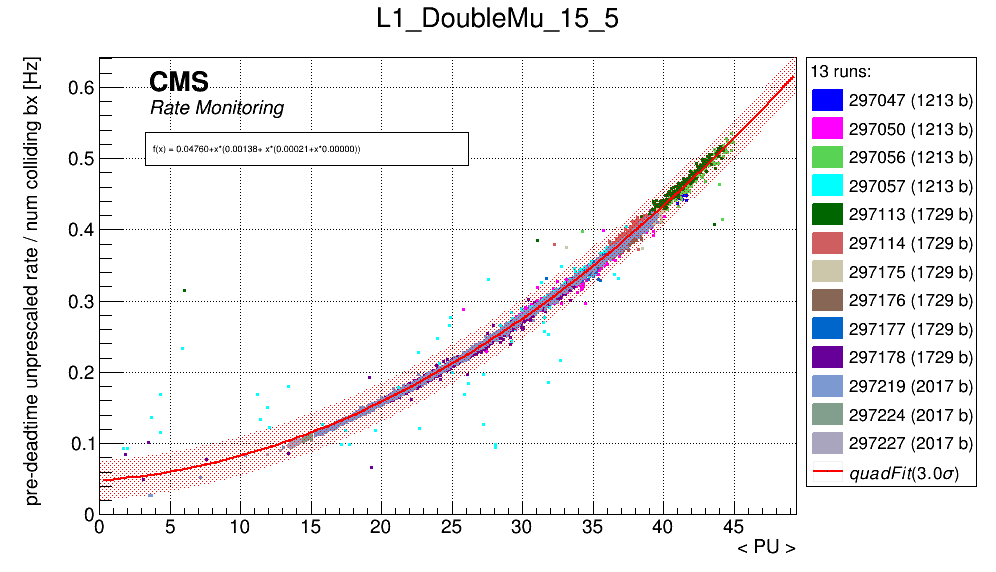 L1_DoubleMu_15_5
pre-deadtime unprescaled rate / num colliding bx [Hz]
CMS
Rate Monitoring
f(x) = 0.04760+x*(0.00138+ x*(0.00021+x*0.00000))
0.6
0.5
0.4
0.3
0.2
0.1
0
0 5 10 15 20 25 30 35 40 45
< PU >
13 runs:
297047 (1213 b)
297050 (1213 b)
297056 (1213 b)
297057 (1213 b)
297113 (1729 b)
297114 (1729 b)
297175 (1729 b)
297176 (1729 b)
297177 (1729 b)
297178 (1729 b)
297219 (2017 b)
297224 (2017 b)
297227 (2017 b)
quadFit(3.0σ)